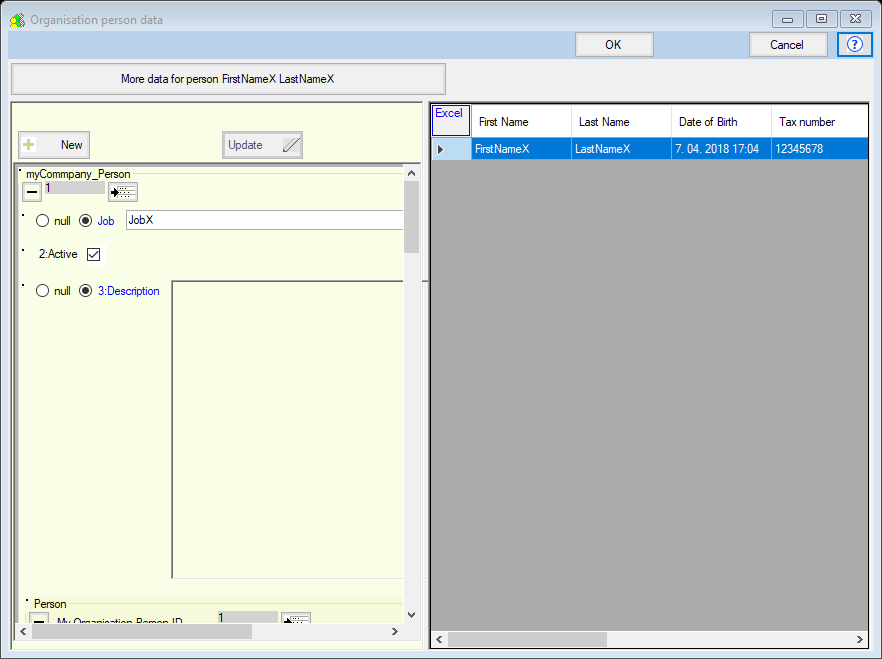 Organisation person data
OK
Cancel
?
More data for person FirstNameX LastNameX
New
Update
myCommpany_Person
1
null
Job
JobX
2:Active
null
3:Description
Person
My Organisation Person ID
1
Excel
First Name
Last Name
Date of Birth
Tax number
FirstNameX
LastNameX
7. 04. 2018 17:04
12345678